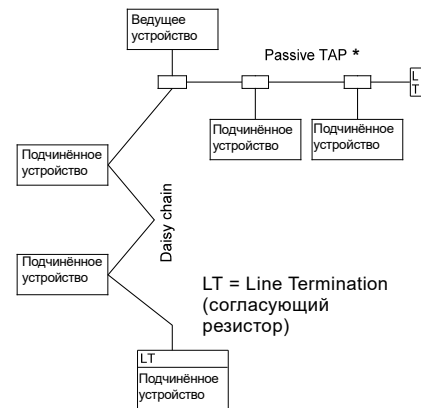 Ведущее
устройство
Passive TAP *
L
T
Подчинённое
устройство
Подчинённое
устройство
Подчинённое
устройство
Daisy chain
Подчинённое
устройство
LT = Line Termination
(согласующий
резистор)
LT
Подчинённое
устройство